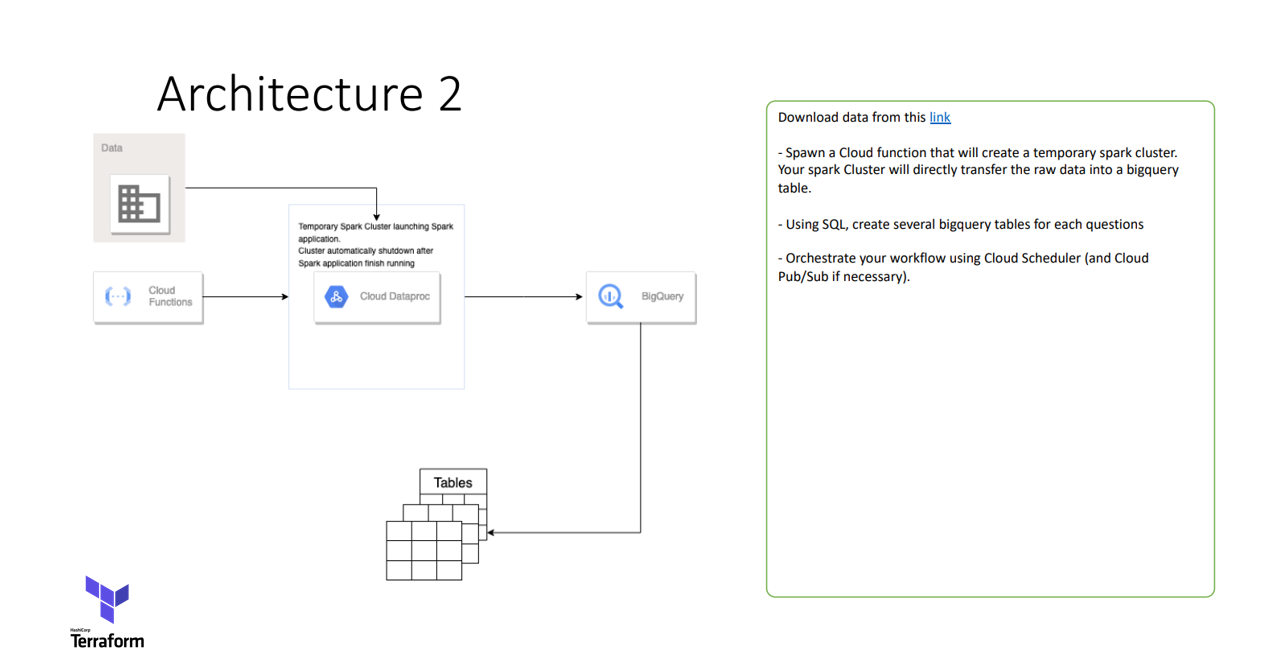 Architecture 2
Data
Temporary Spark Cluster launching Spark
application.
Cluster automatically shutdown after
Spark application finish running
Cloud
Functions
Cloud Dataproc
BigQuery
Tables
HashiCorp
Terraform
Download data from this link
- Spawn a Cloud function that will create a temporary spark cluster.
Your spark Cluster will directly transfer the raw data into a bigquery
table.
- Using SQL, create several bigquery tables for each questions
- Orchestrate your workflow using Cloud Scheduler (and Cloud
Pub/Sub if necessary).